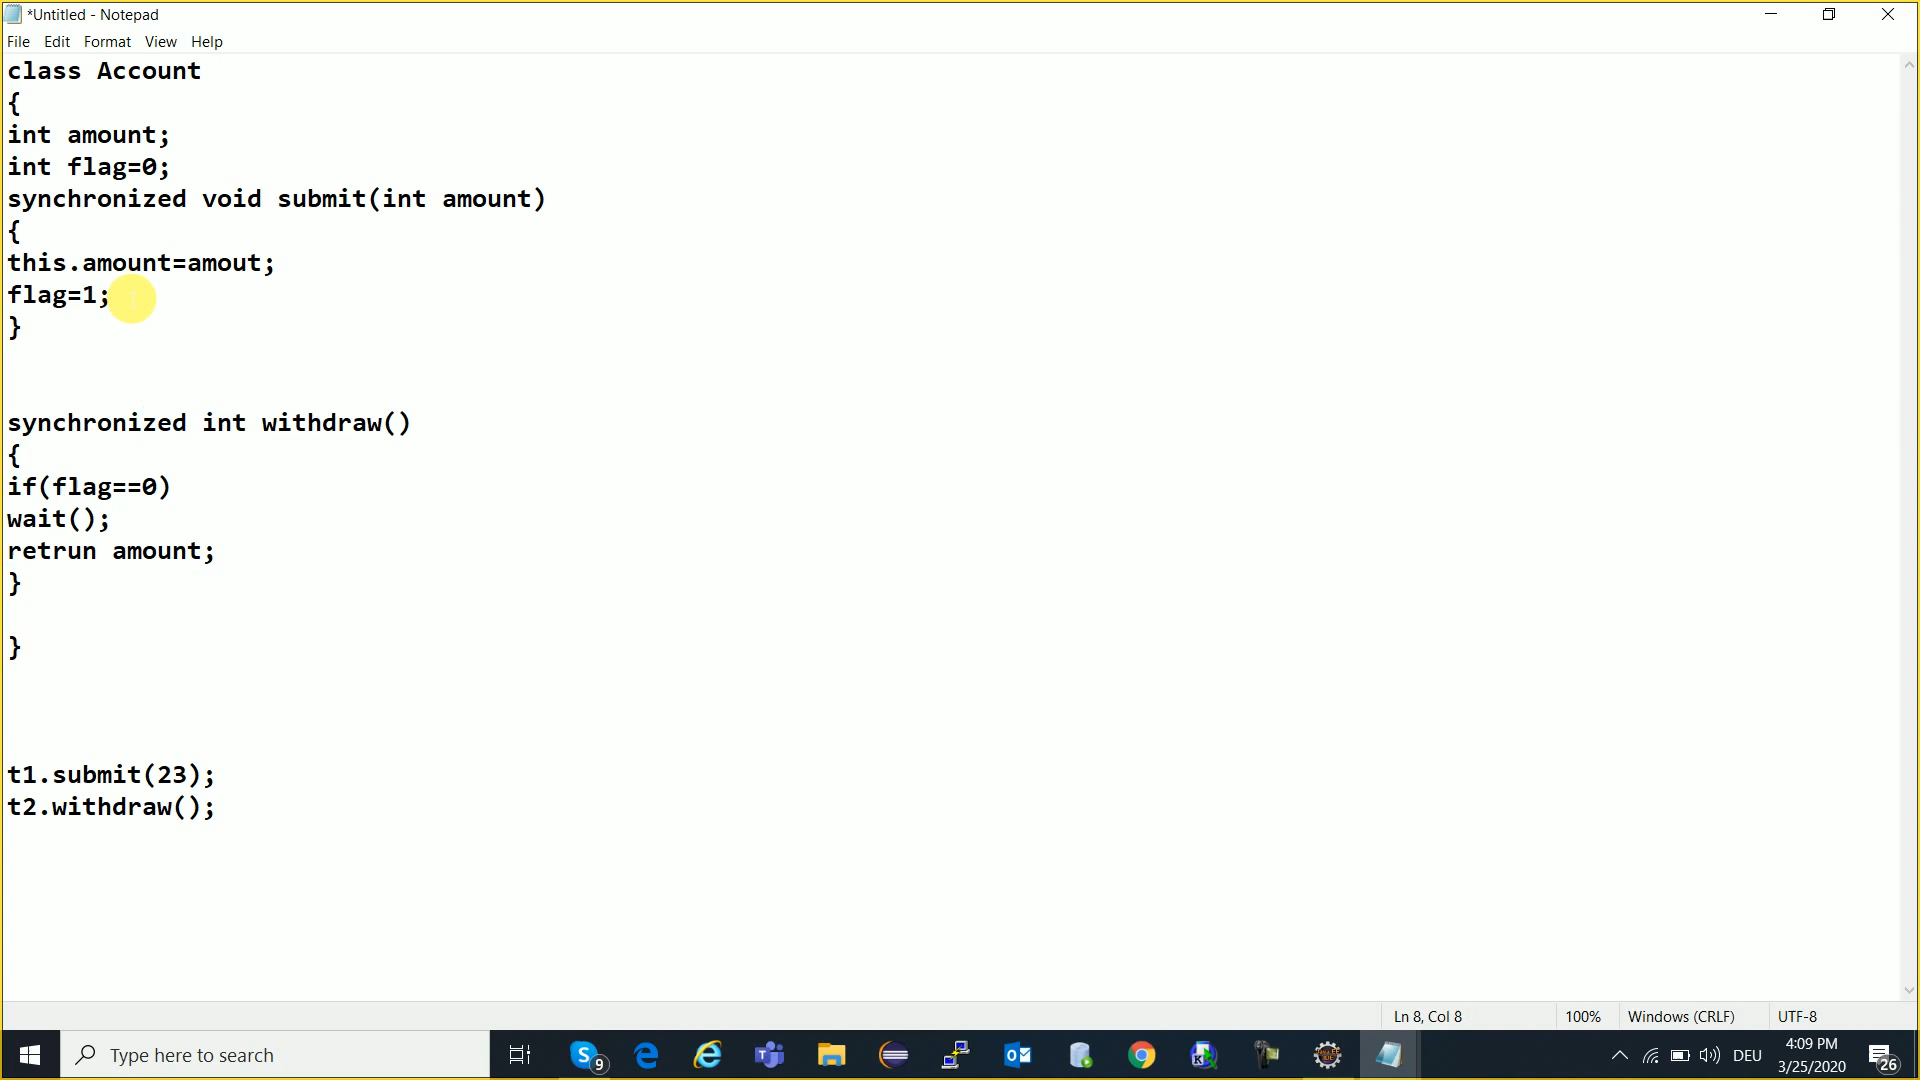 *Untitled - Notepad
File Edit Format View Help
class Account
{
int amount;
int flag=0;
synchronized void submit(int amount)
{
this.amount=amout;
flag=1;
}
synchronized int withdraw()
{
if(flag==0)
wait();
retrun amount;
}
}
t1.submit(23);
t2.withdraw();
Ln 8, Col 8 100% Windows (CRLF) UTF-8
Type here to search
9
DEU
4:09 PM
3/25/2020
26